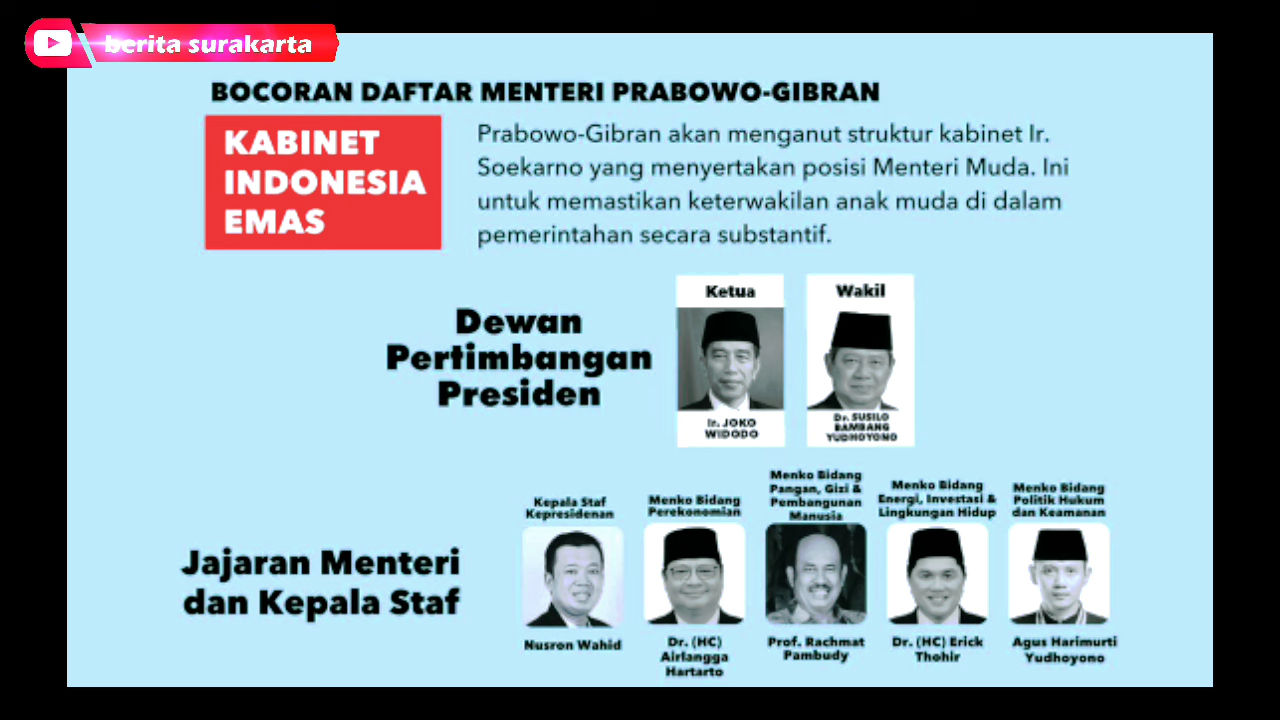 berita surakarta
BOCORAN DAFTAR MENTERI PRABOWO-GIBRAN
KABINET
INDONESIA
EMAS
Prabowo-Gibran akan menganut struktur kabinet Ir.
Soekarno yang menyertakan posisi Menteri Muda. Ini
untuk memastikan keterwakilan anak muda di dalam
pemerintahan secara substantif.
Dewan
Pertimbangan
Presiden
Ketua
Ir. JOKO
WIDODO
Wakil
Dr. SUSILO
BAMBANG
YUDHOYONO
Jajaran Menteri
dan Kepala Staf
Kepala Staf
Kepresidenan
Nusron Wahid
Menko Bidang
Perekonomian
Dr. (HC)
Airlangga
Hartarto
Menko Bidang
Pangan, Gizi &
Pembangunan
Manusia
Prof. Rachmat
Pambudy
Menko Bidang
Energi, Investasi &
Lingkungan Hidup
Dr. (HC) Erick
Thohir
Menko Bidang
Politik Hukum
dan Keamanan
Agus Harimurti
Yudhoyono